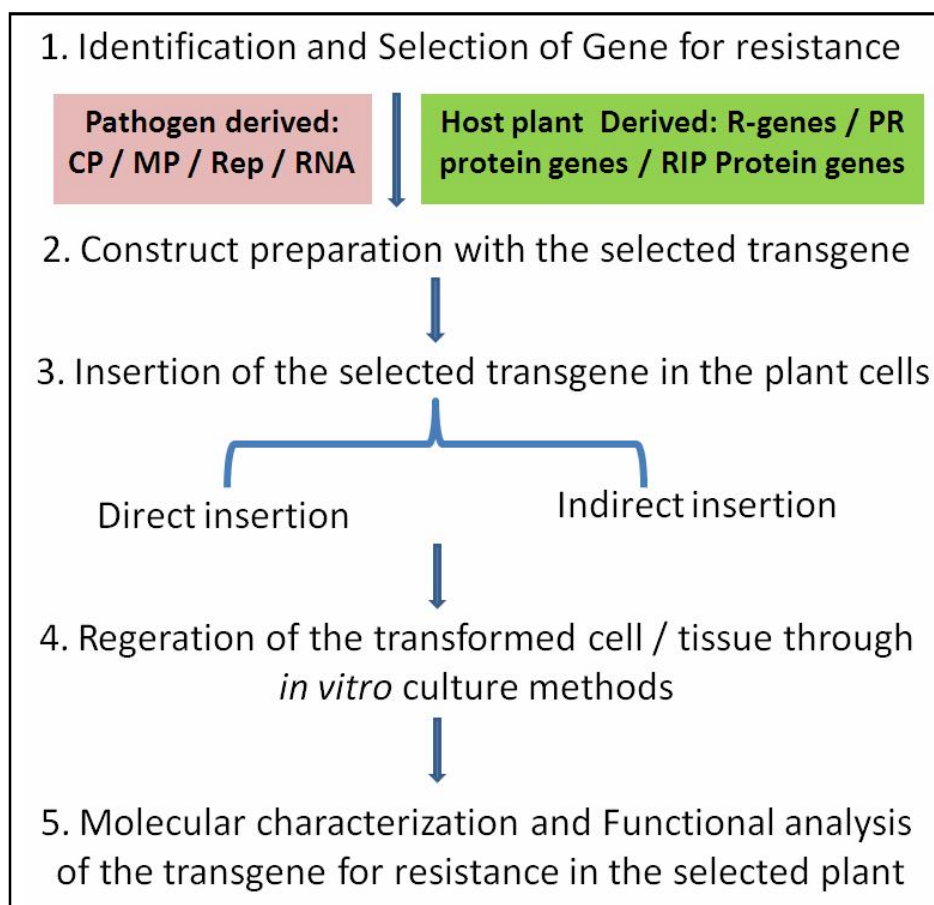 1. Identification and Selection of Gene for resistance
Pathogen derived:
CP / MP / Rep / RNA
Host plant Derived: R-genes / PR
protein genes / RIP Protein genes
2. Construct preparation with the selected transgene
3. Insertion of the selected transgene in the plant cells
Direct insertion
Indirect insertion
4. Regeration of the transformed cell / tissue through
in vitro culture methods
5. Molecular characterization and Functional analysis
of the transgene for resistance in the selected plant